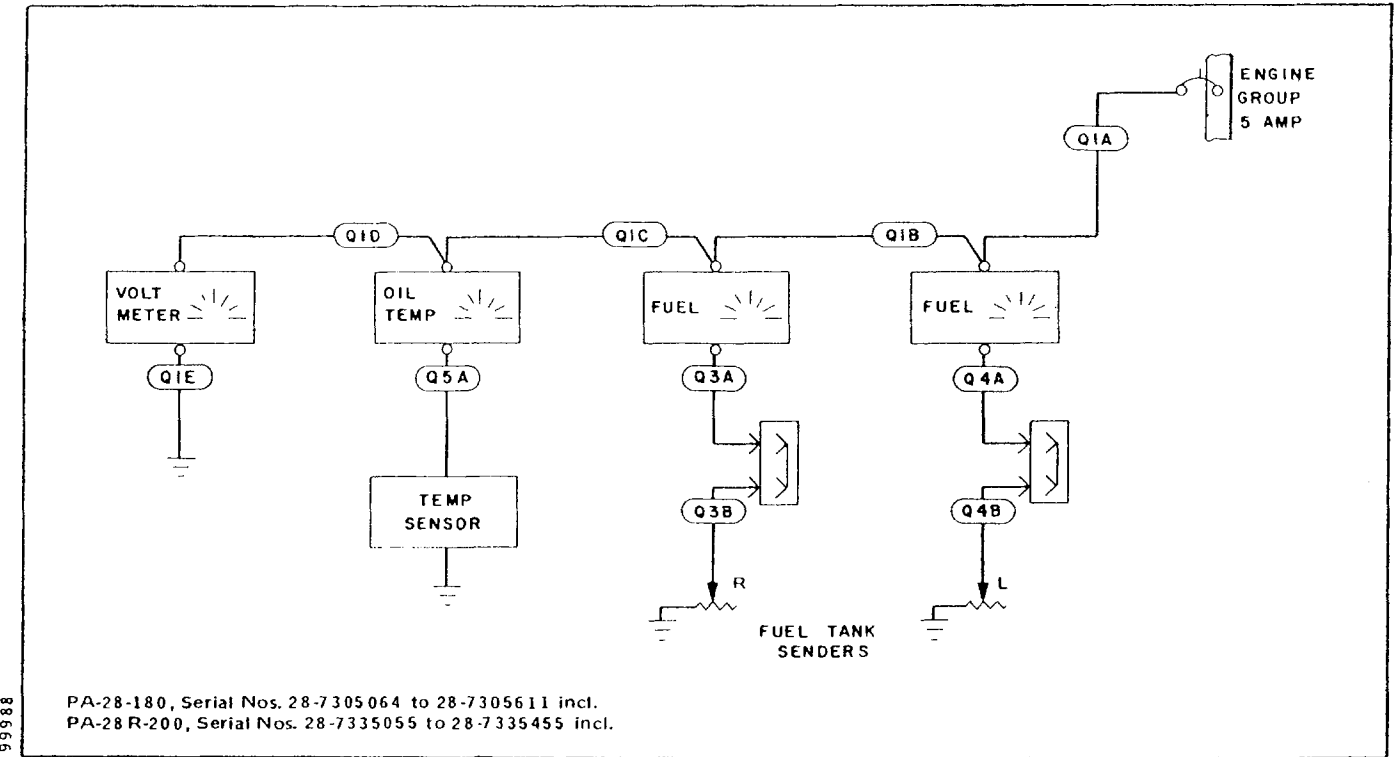 ENGINE
GROUP
5 AMP
Q1A
Q1D
Q1C
Q1B
VOLT
METER
OIL
TEMP
FUEL
FUEL
Q1E
Q5A
Q3A
Q4A
TEMP
SENSOR
Q3B
Q4B
R
L
FUEL TANK
SENDERS
PA-28-180, Serial Nos. 28-7305064 to 28-7305611 incl.
PA-28R-200, Serial Nos. 28-7335055 to 28-7335455 incl.
99988